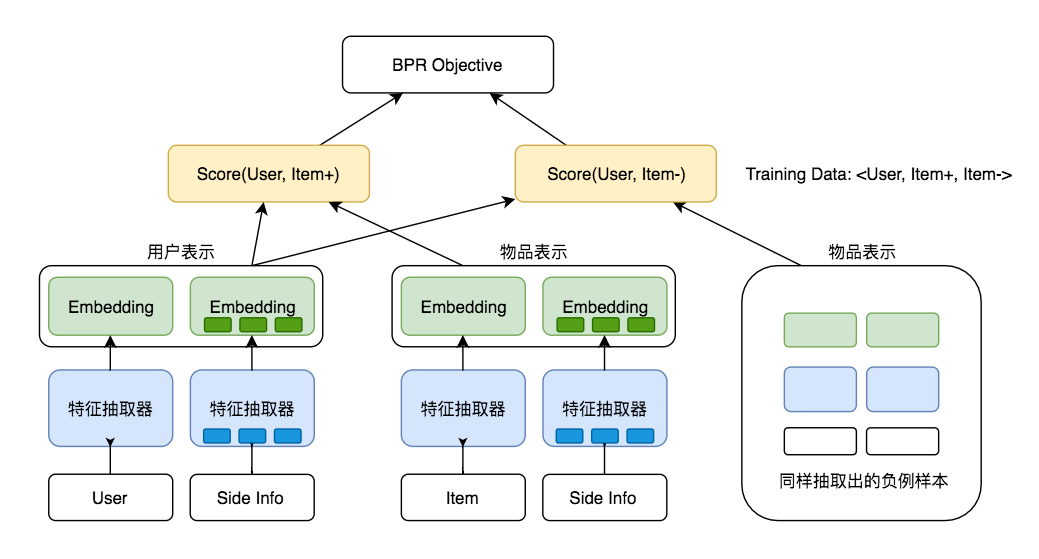 BPR Objective
Score(User, Item+)
Score(User, Item-)
Training Data: <User, Item+, Item->
用户表示
物品表示
物品表示
Embedding
Embedding
Embedding
Embedding
特征抽取器
特征抽取器
特征抽取器
特征抽取器
同样抽取出的负例样本
User
Side Info
Item
Side Info